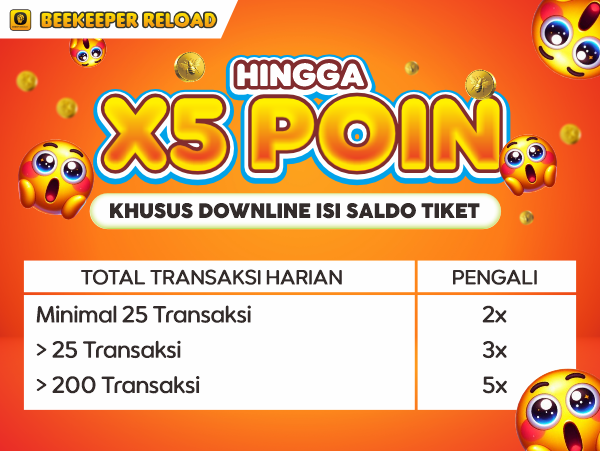 BEEKEEPER RELOAD
HINGGA
X5 POIN
KHUSUS DOWNLINE ISI SALDO TIKET
TOTAL TRANSAKSI HARIAN PENGALI
Minimal 25 Transaksi 2x
> 25 Transaksi 3x
> 200 Transaksi 5x